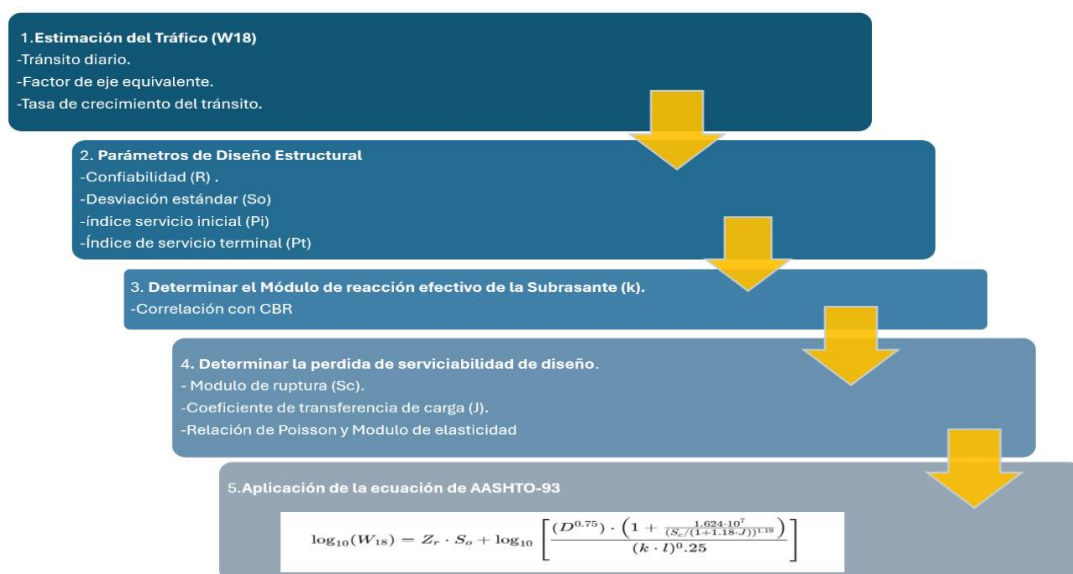 1.Estimación del Tráfico (W18)
-Tránsito diario.
-Factor de eje equivalente.
-Tasa de crecimiento del tránsito.
2. Parámetros de Diseño Estructural
-Confiabilidad (R) .
-Desviación estándar (So)
-índice servicio inicial (Pi)
-Índice de servicio terminal (Pt)
3. Determinar el Módulo de reacción efectivo de la Subrasante (k).
-Correlación con CBR
4. Determinar la perdida de serviciabilidad de diseño.
- Modulo de ruptura (Sc).
-Coeficiente de transferencia de carga (J).
-Relación de Poisson y Modulo de elasticidad
5.Aplicación de la ecuación de AASHTO-93
log₁₀(W₁₈) = Zᵣ · Sₒ + log₁₀ [ (D^0.75) · (1 + 1.624·10^7 / (S_c/(1+1.18·J))^1.19) / (k · l)^0.25 ]